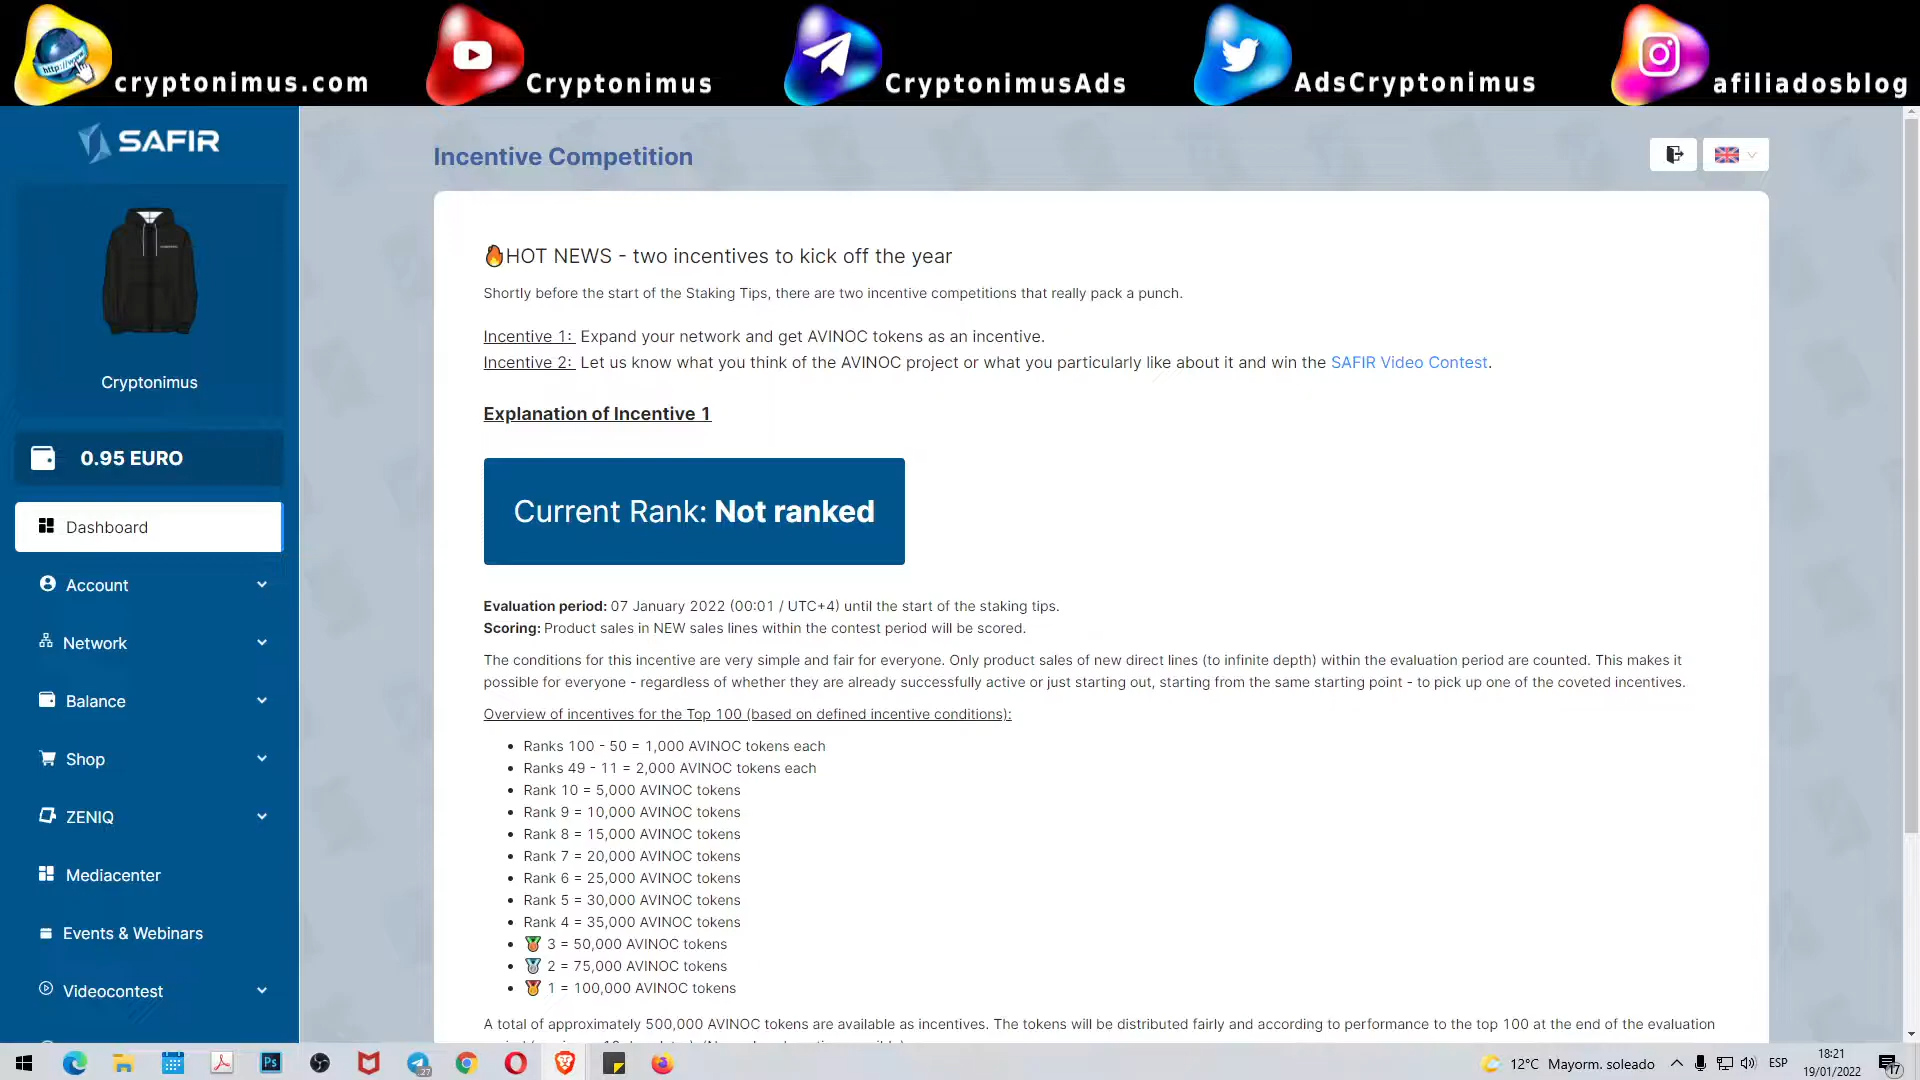 cryptonimus.com
Cryptonimus
CryptonimusAds
AdsCryptonimus
afiliadosblog
SAFIR
Cryptonimus
0.95 EURO
Dashboard
Account
Network
Balance
Shop
ZENIQ
Mediacenter
Events & Webinars
Videocontest
Incentive Competition
🔥HOT NEWS - two incentives to kick off the year
Shortly before the start of the Staking Tips, there are two incentive competitions that really pack a punch.
Incentive 1: Expand your network and get AVINOC tokens as an incentive.
Incentive 2: Let us know what you think of the AVINOC project or what you particularly like about it and win the SAFIR Video Contest.
Explanation of Incentive 1
Current Rank: Not ranked
Evaluation period: 07 January 2022 (00:01 / UTC+4) until the start of the staking tips.
Scoring: Product sales in NEW sales lines within the contest period will be scored.
The conditions for this incentive are very simple and fair for everyone. Only product sales of new direct lines (to infinite depth) within the evaluation period are counted. This makes it
possible for everyone - regardless of whether they are already successfully active or just starting out, starting from the same starting point - to pick up one of the coveted incentives.
Overview of incentives for the Top 100 (based on defined incentive conditions):
• Ranks 100 - 50 = 1,000 AVINOC tokens each
• Ranks 49 - 11 = 2,000 AVINOC tokens each
• Rank 10 = 5,000 AVINOC tokens
• Rank 9 = 10,000 AVINOC tokens
• Rank 8 = 15,000 AVINOC tokens
• Rank 7 = 20,000 AVINOC tokens
• Rank 6 = 25,000 AVINOC tokens
• Rank 5 = 30,000 AVINOC tokens
• Rank 4 = 35,000 AVINOC tokens
• 🥉 3 = 50,000 AVINOC tokens
• 🥈 2 = 75,000 AVINOC tokens
• 🥇 1 = 100,000 AVINOC tokens
A total of approximately 500,000 AVINOC tokens are available as incentives. The tokens will be distributed fairly and according to performance to the top 100 at the end of the evaluation
12°C Mayorm. soleado
ESP
18:21
19/01/2022
17